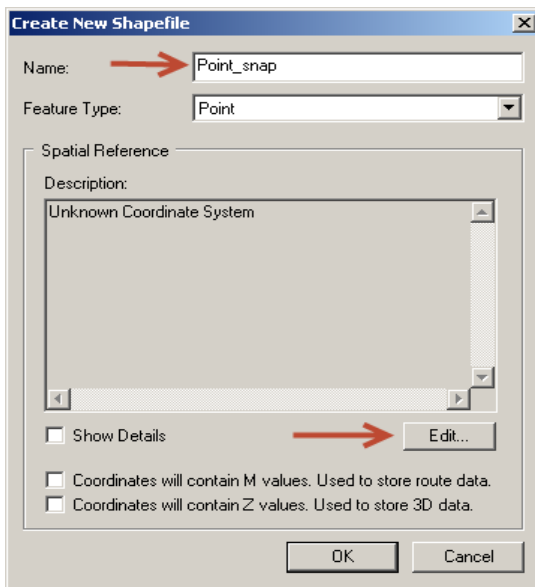 Create New Shapefile
Name: Point_snap
Feature Type: Point
Spatial Reference
Description:
Unknown Coordinate System
Show Details Edit...
Coordinates will contain M values. Used to store route data.
Coordinates will contain Z values. Used to store 3D data.
OK Cancel